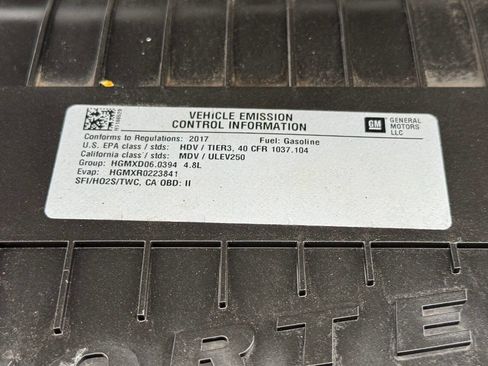 VEHICLE EMISSION
CONTROL INFORMATION
GM
GENERAL
MOTORS
LLC
Conforms to Regulations: 2017 Fuel: Gasoline
U.S. EPA class / stds: HDV / TIER3, 40 CFR 1037.104
California class / stds: MDV / ULEV250
Group: HGMXD06.0394 4.8L
Evap: HGMXR0223841
SFI/HO2S/TWC, CA OBD: II
ORTE